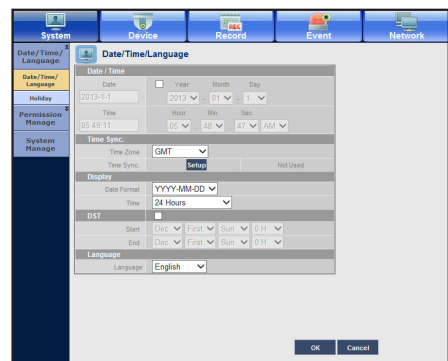 System Device Record Event Network
REC
Date/Time/
Language
Date/Time/
Language
Holiday
Permission
Manage
System
Manage
Date/Time/Language
Date / Time
Date Year Month Day
2013-1-1 2013 - 01 - 1
Time Hour Min Sec
05:49:11 05 48 47 AM
Time Sync.
Time Zone GMT
Time Sync. Setup Not Used
Display
Date Format YYYY-MM-DD
Time 24 Hours
DST
Start Dec First Sun 0 H
End Dec First Sun 0 H
Language
Language English
OK Cancel